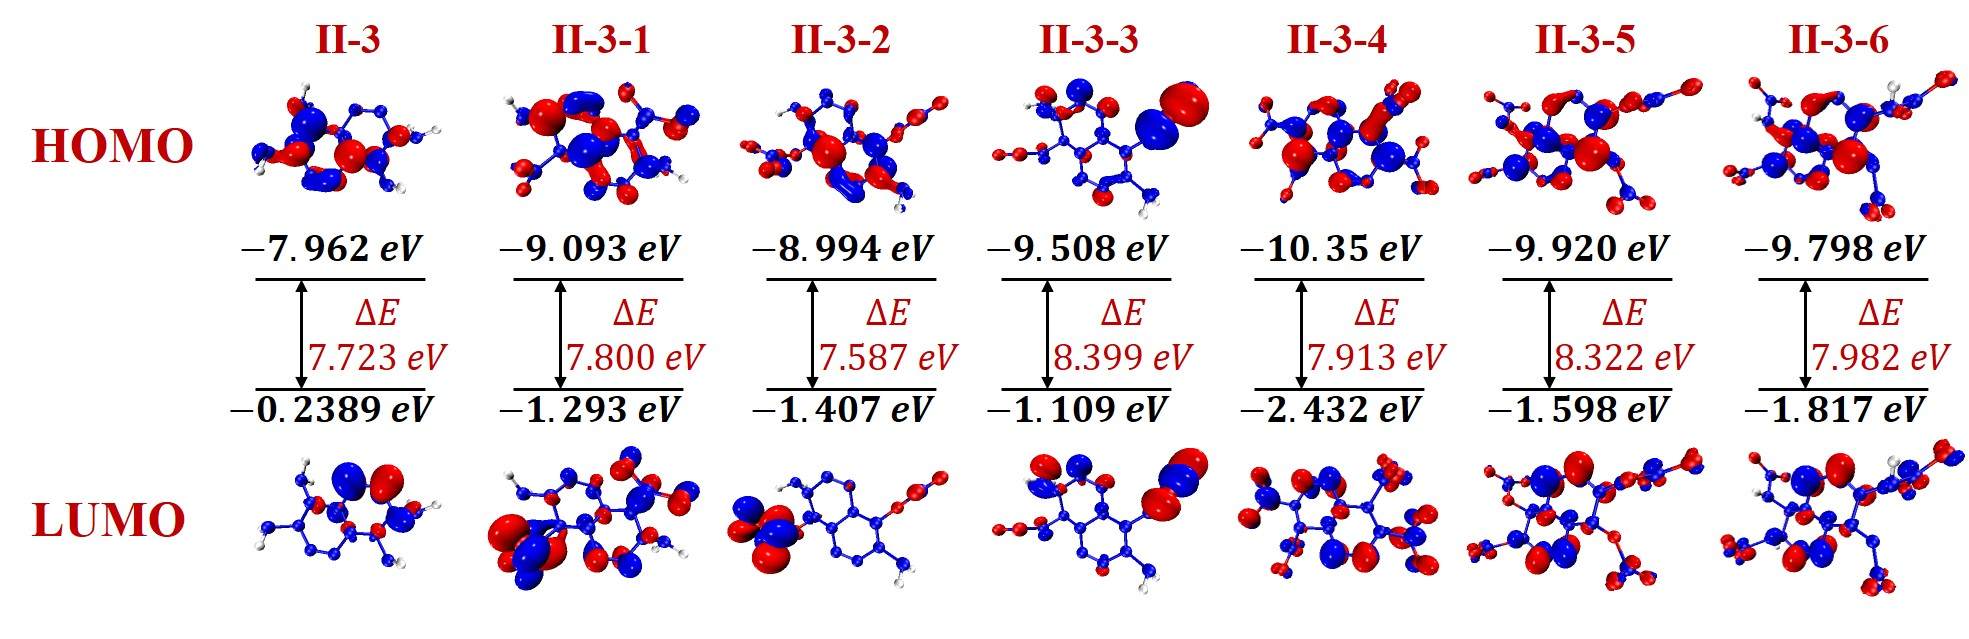 II-3 II-3-1 II-3-2 II-3-3 II-3-4 II-3-5 II-3-6
HOMO
−7.962 eV −9.093 eV −8.994 eV −9.508 eV −10.35 eV −9.920 eV −9.798 eV
ΔE ΔE ΔE ΔE ΔE ΔE ΔE
7.723 eV 7.800 eV 7.587 eV 8.399 eV 7.913 eV 8.322 eV 7.982 eV
−0.2389 eV −1.293 eV −1.407 eV −1.109 eV −2.432 eV −1.598 eV −1.817 eV
LUMO